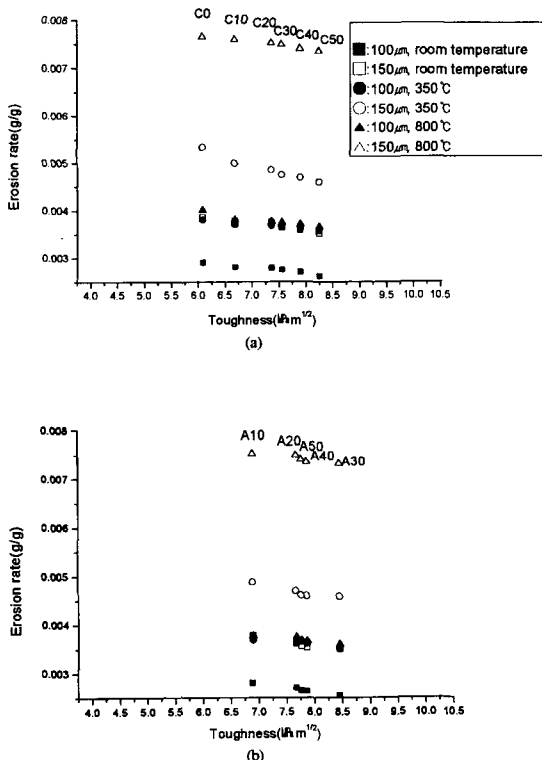 C0 C10 C20 C30 C40 C50
■:100㎛, room temperature
□:150㎛, room temperature
●:100㎛, 350℃
○:150㎛, 350℃
▲:100㎛, 800℃
△:150㎛, 800℃
Erosion rate(g/g)
0.008
0.007
0.006
0.005
0.004
0.003
4.0 4.5 5.0 5.5 6.0 6.5 7.0 7.5 8.0 8.5 9.0 9.5 10.0 10.5
Toughness( m1/2)
(a)
A10 A20 A50 A40 A30
Erosion rate(g/g)
0.008
0.007
0.006
0.005
0.004
0.003
4.0 4.5 5.0 5.5 6.0 6.5 7.0 7.5 8.0 8.5 9.0 9.5 10.0 10.5
Toughness( m1/2)
(b)